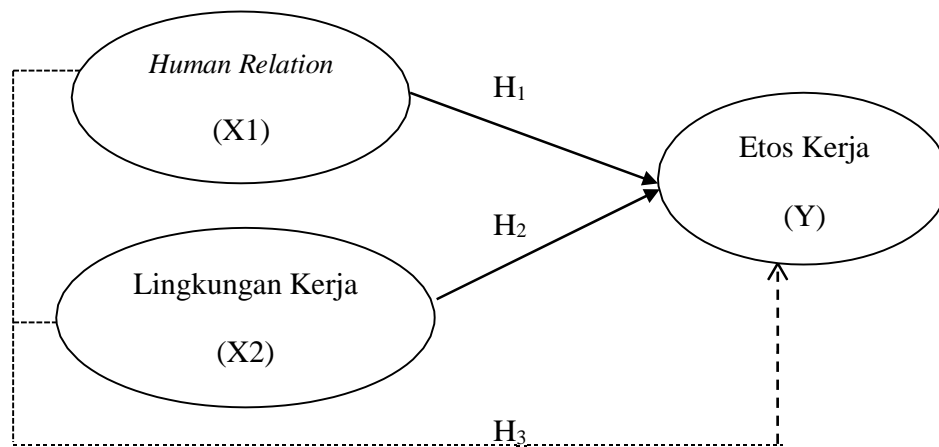 Human Relation
(X1)
H₁
Etos Kerja
(Y)
H₂
Lingkungan Kerja
(X2)
H₃